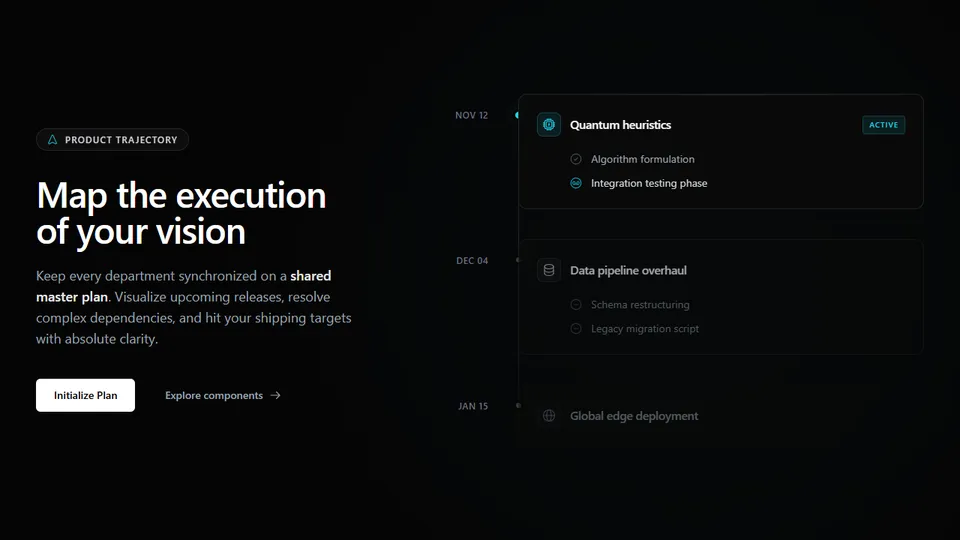 PRODUCT TRAJECTORY
Map the execution
of your vision
Keep every department synchronized on a shared
master plan. Visualize upcoming releases, resolve
complex dependencies, and hit your shipping targets
with absolute clarity.
Initialize Plan
Explore components
NOV 12
Quantum heuristics
ACTIVE
Algorithm formulation
Integration testing phase
DEC 04
Data pipeline overhaul
Schema restructuring
Legacy migration script
JAN 15
Global edge deployment